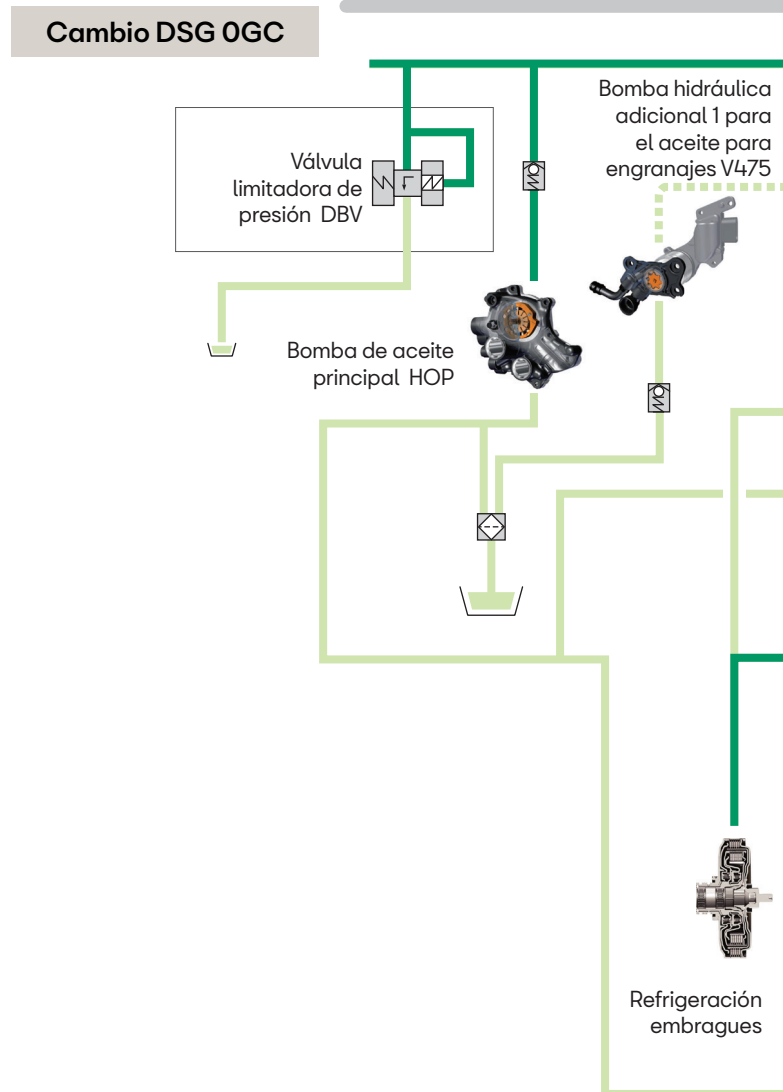 Cambio DSG 0GC
Bomba hidráulica
adicional 1 para
el aceite para
engranajes V475
Válvula
limitadora de
presión DBV
Bomba de aceite
principal HOP
Refrigeración
embragues